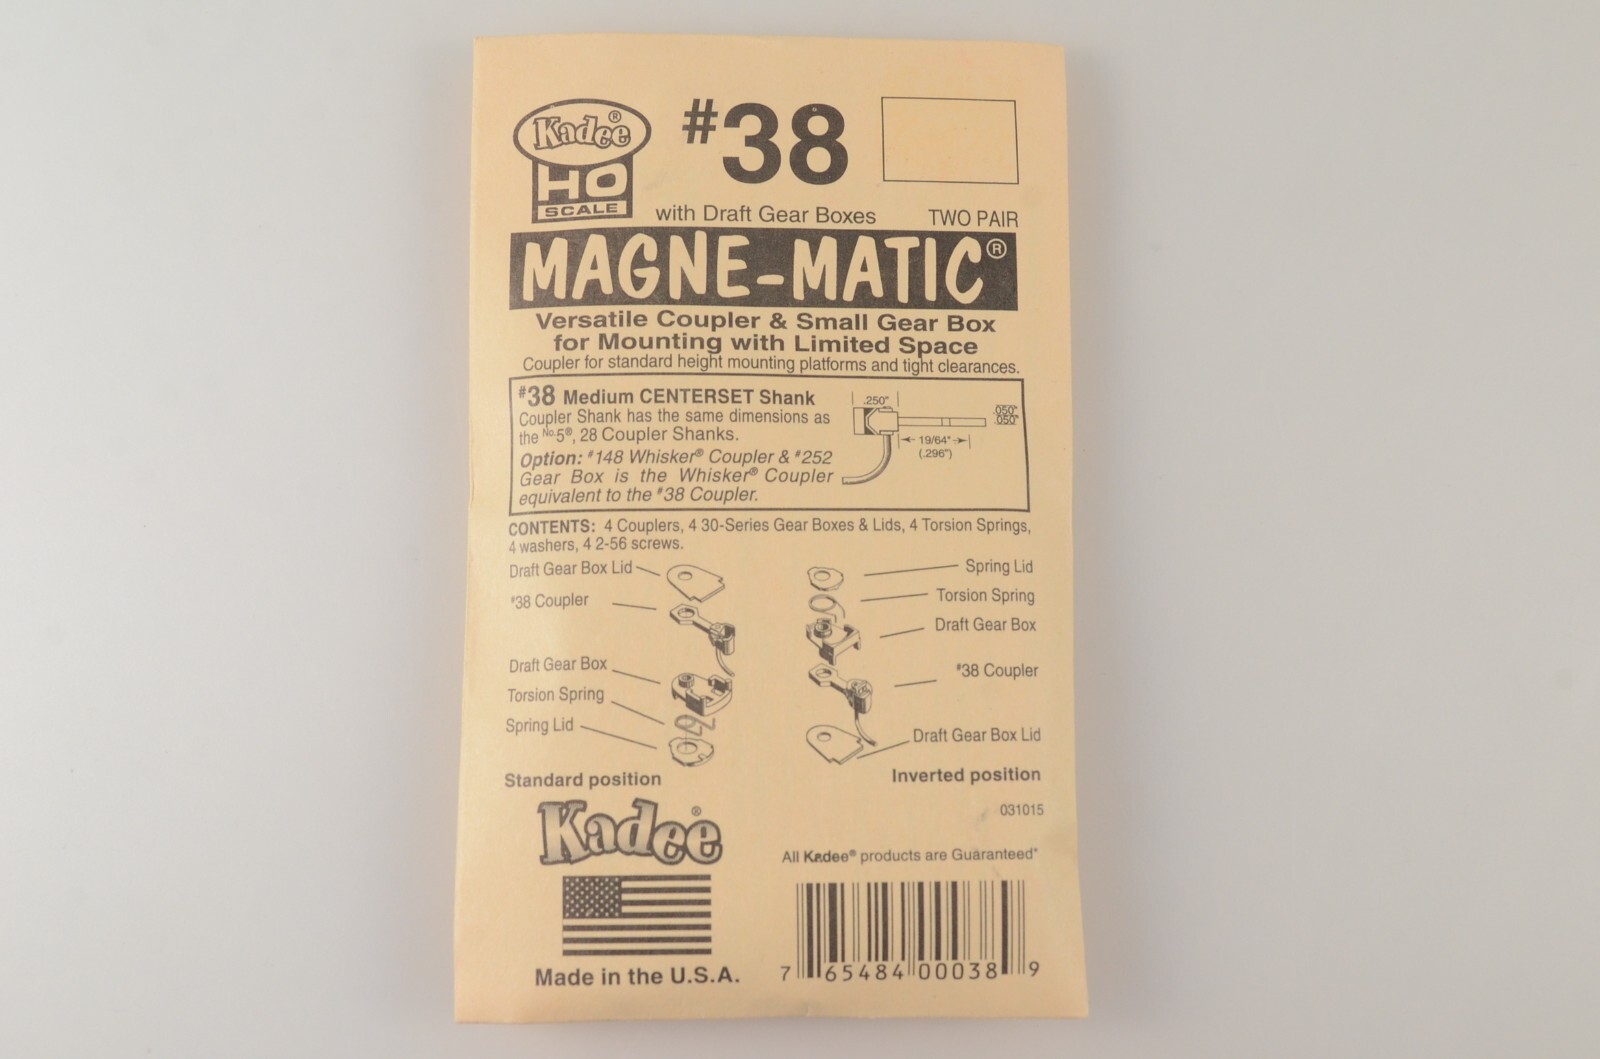 Kadee®
#38
HO
SCALE
with Draft Gear Boxes
TWO PAIR
MAGNE-MATIC®
Versatile Coupler & Small Gear Box
for Mounting with Limited Space
Coupler for standard height mounting platforms and tight clearances.
#38 Medium CENTERSET Shank
Coupler Shank has the same dimensions as
the No.5®, 28 Coupler Shanks.
Option: #148 Whisker® Coupler & #252
Gear Box is the Whisker® Coupler
equivalent to the #38 Coupler.
.250"
.050"
.050"
19/64"
(.296")
CONTENTS: 4 Couplers, 4 30-Series Gear Boxes & Lids, 4 Torsion Springs,
4 washers, 4 2-56 screws.
Draft Gear Box Lid
#38 Coupler
Draft Gear Box
Torsion Spring
Spring Lid
Standard position
Spring Lid
Torsion Spring
Draft Gear Box
#38 Coupler
Draft Gear Box Lid
Inverted position
031015
Kadee®
All Kadee® products are Guaranteed*
Made in the U.S.A.
7 65484 00038 9